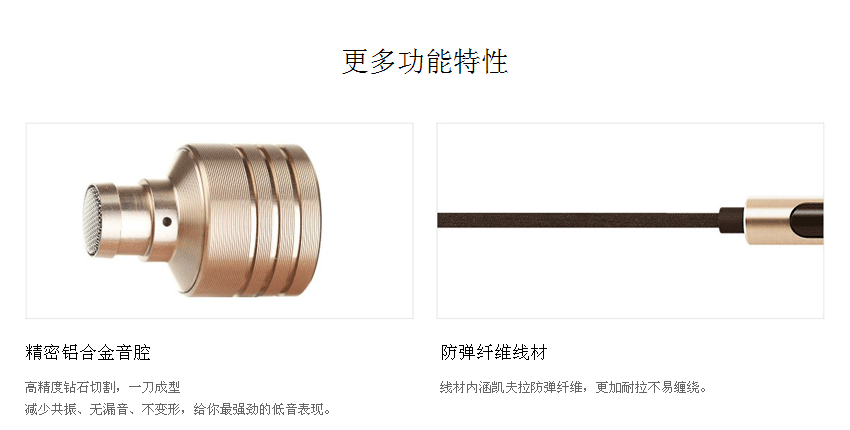 更多功能特性
精密铝合金音腔
高精度钻石切割，一刀成型
减少共振、无漏音、不变形，给你最强劲的低音表现。
防弹纤维线材
线材内涵凯夫拉防弹纤维，更加耐拉不易缠绕。